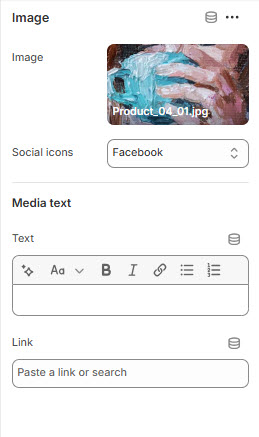 Image
Image
Product_04_01.jpg
Social icons
Facebook
Media text
Text
Aa
B
I
Link
Paste a link or search